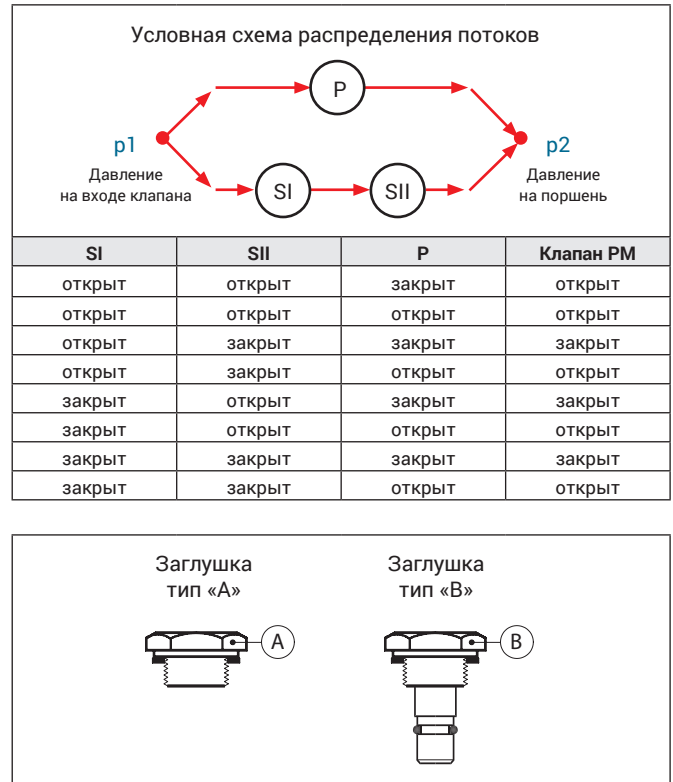 Условная схема распределения потоков
P
p1
p2
Давление
на входе клапана
Давление
на поршень
SI
SII
SI SII P Клапан PM
открыт открыт закрыт открыт
открыт открыт открыт открыт
открыт закрыт закрыт закрыт
открыт закрыт открыт открыт
закрыт открыт закрыт закрыт
закрыт открыт открыт открыт
закрыт закрыт закрыт закрыт
закрыт закрыт открыт открыт
Заглушка
тип «A»
Заглушка
тип «B»
A
B